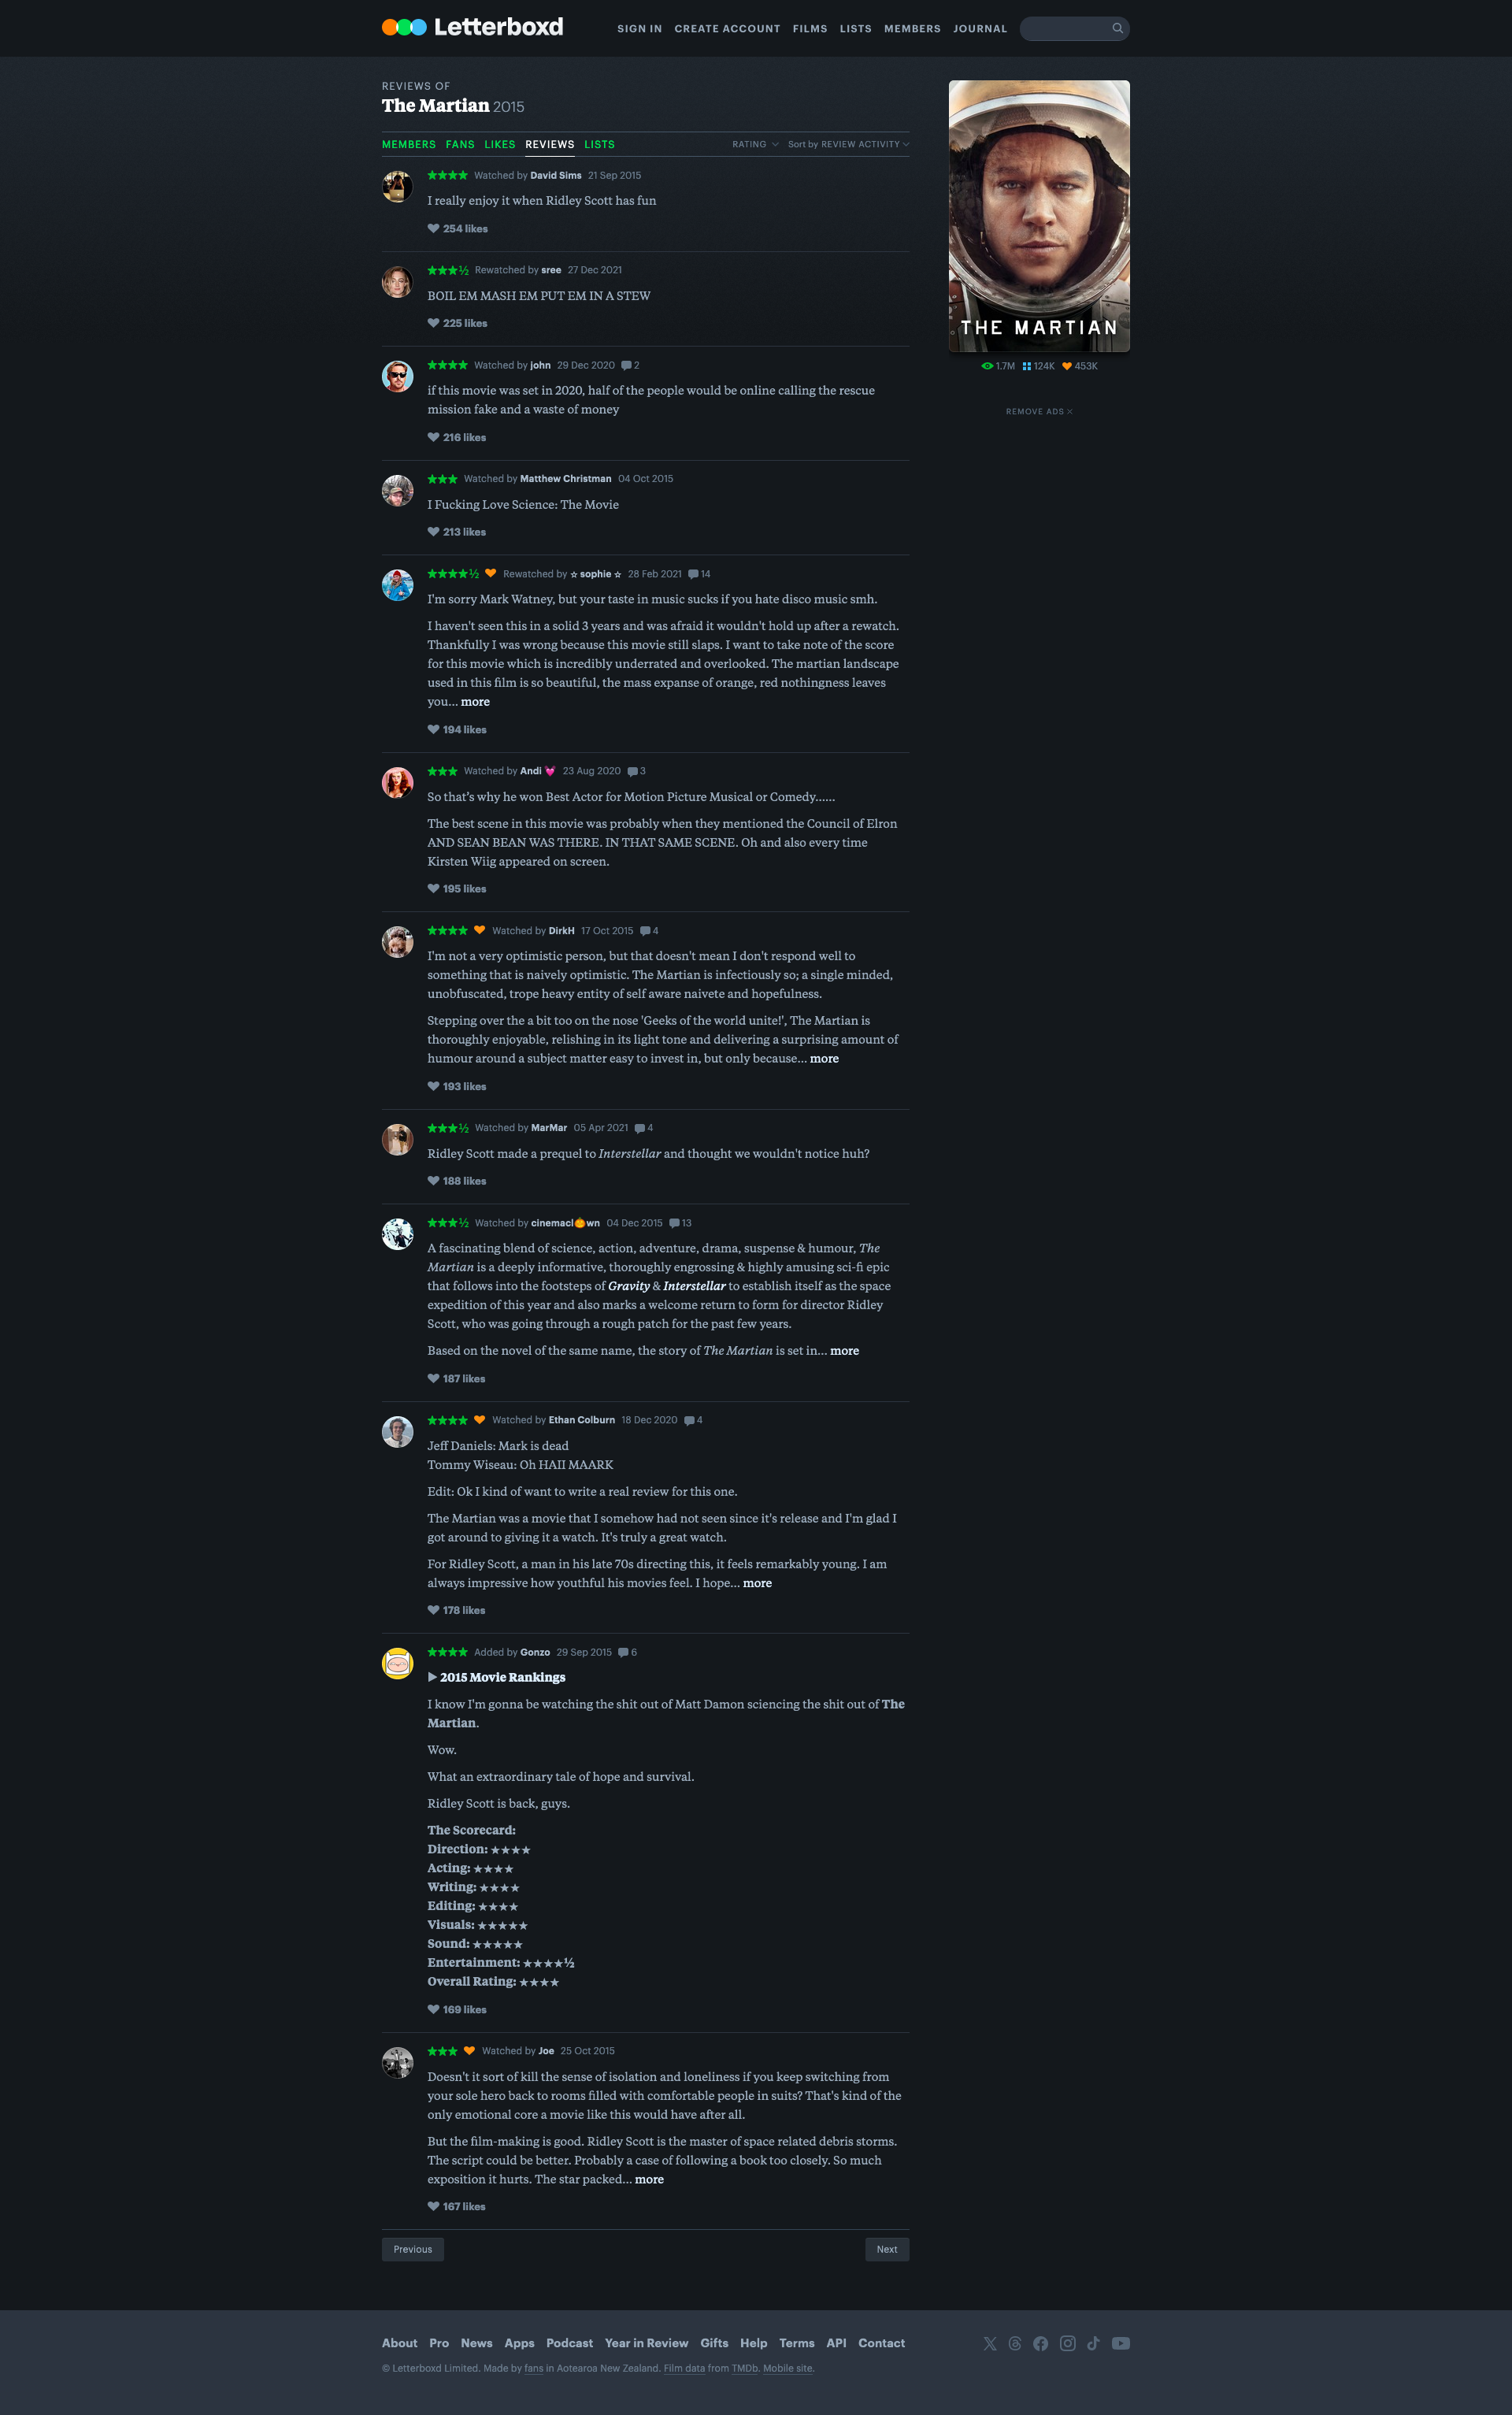 Letterboxd
SIGN IN CREATE ACCOUNT FILMS LISTS MEMBERS JOURNAL
REVIEWS OF
The Martian 2015
MEMBERS FANS LIKES REVIEWS LISTS
RATING Sort by REVIEW ACTIVITY
★★★★ Watched by David Sims 21 Sep 2015
I really enjoy it when Ridley Scott has fun
254 likes
★★★½ Rewatched by sree 27 Dec 2021
BOIL EM MASH EM PUT EM IN A STEW
225 likes
★★★★ Watched by john 29 Dec 2020 2
if this movie was set in 2020, half of the people would be online calling the rescue
mission fake and a waste of money
216 likes
★★★ Watched by Matthew Christman 04 Oct 2015
I Fucking Love Science: The Movie
213 likes
★★★★½ Rewatched by ☆ sophie ☆ 28 Feb 2021 14
I'm sorry Mark Watney, but your taste in music sucks if you hate disco music smh.
I haven't seen this in a solid 3 years and was afraid it wouldn't hold up after a rewatch.
Thankfully I was wrong because this movie still slaps. I want to take note of the score
for this movie which is incredibly underrated and overlooked. The martian landscape
used in this film is so beautiful, the mass expanse of orange, red nothingness leaves
you… more
194 likes
★★★ Watched by Andi 💓 23 Aug 2020 3
So that's why he won Best Actor for Motion Picture Musical or Comedy……
The best scene in this movie was probably when they mentioned the Council of Elron
AND SEAN BEAN WAS THERE. IN THAT SAME SCENE. Oh and also every time
Kirsten Wiig appeared on screen.
195 likes
★★★★ Watched by DirkH 17 Oct 2015 4
I'm not a very optimistic person, but that doesn't mean I don't respond well to
something that is naively optimistic. The Martian is infectiously so; a single minded,
unobfuscated, trope heavy entity of self aware naivete and hopefulness.
Stepping over the a bit too on the nose 'Geeks of the world unite!', The Martian is
thoroughly enjoyable, relishing in its light tone and delivering a surprising amount of
humour around a subject matter easy to invest in, but only because… more
193 likes
★★★½ Watched by MarMar 05 Apr 2021 4
Ridley Scott made a prequel to Interstellar and thought we wouldn't notice huh?
188 likes
★★★½ Watched by cinemacl🎃wn 04 Dec 2015 13
A fascinating blend of science, action, adventure, drama, suspense & humour, The
Martian is a deeply informative, thoroughly engrossing & highly amusing sci-fi epic
that follows into the footsteps of Gravity & Interstellar to establish itself as the space
expedition of this year and also marks a welcome return to form for director Ridley
Scott, who was going through a rough patch for the past few years.
Based on the novel of the same name, the story of The Martian is set in… more
187 likes
★★★★ Watched by Ethan Colburn 18 Dec 2020 4
Jeff Daniels: Mark is dead
Tommy Wiseau: Oh HAII MAARK
Edit: Ok I kind of want to write a real review for this one.
The Martian was a movie that I somehow had not seen since it's release and I'm glad I
got around to giving it a watch. It's truly a great watch.
For Ridley Scott, a man in his late 70s directing this, it feels remarkably young. I am
always impressive how youthful his movies feel. I hope… more
178 likes
★★★★ Added by Gonzo 29 Sep 2015 6
▶ 2015 Movie Rankings
I know I'm gonna be watching the shit out of Matt Damon sciencing the shit out of The
Martian.
Wow.
What an extraordinary tale of hope and survival.
Ridley Scott is back, guys.
The Scorecard:
Direction: ★★★★
Acting: ★★★★
Writing: ★★★★
Editing: ★★★★
Visuals: ★★★★★
Sound: ★★★★★
Entertainment: ★★★★½
Overall Rating: ★★★★
169 likes
★★★ Watched by Joe 25 Oct 2015
Doesn't it sort of kill the sense of isolation and loneliness if you keep switching from
your sole hero back to rooms filled with comfortable people in suits? That's kind of the
only emotional core a movie like this would have after all.
But the film-making is good. Ridley Scott is the master of space related debris storms.
The script could be better. Probably a case of following a book too closely. So much
exposition it hurts. The star packed… more
167 likes
Previous Next
THE MARTIAN
1.7M 124K 453K
REMOVE ADS
About Pro News Apps Podcast Year in Review Gifts Help Terms API Contact
© Letterboxd Limited. Made by fans in Aotearoa New Zealand. Film data from TMDb. Mobile site.